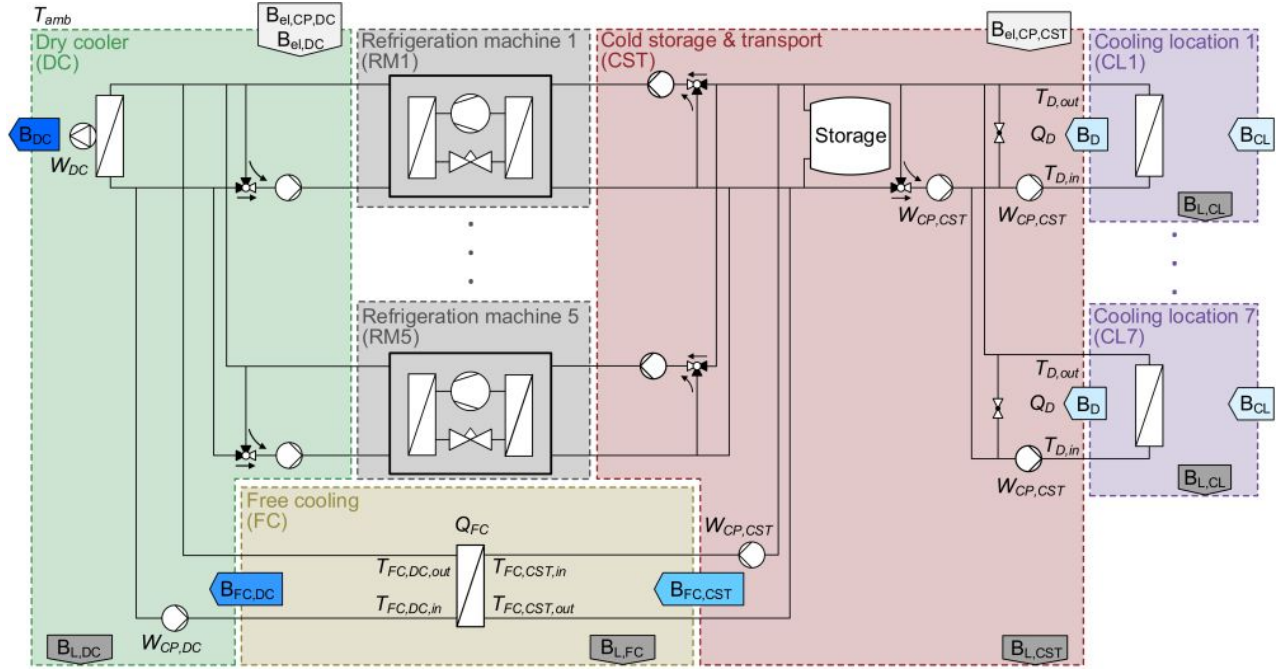 T_amb
B_el,CP,DC
B_el,DC
B_el,CP,CST
Dry cooler
(DC)
Refrigeration machine 1
(RM1)
Cold storage & transport
(CST)
Cooling location 1
(CL1)
Storage
T_D,out
Q_D
B_D
B_CL
T_D,in
B_DC
W_DC
W_CP,CST
W_CP,CST
B_L,CL
Refrigeration machine 5
(RM5)
Cooling location 7
(CL7)
T_D,out
Q_D
B_D
B_CL
T_D,in
W_CP,CST
B_L,CL
Free cooling
(FC)
Q_FC
W_CP,CST
T_FC,DC,out
T_FC,CST,in
B_FC,DC
B_FC,CST
T_FC,DC,in
T_FC,CST,out
W_CP,DC
B_L,DC
B_L,FC
B_L,CST